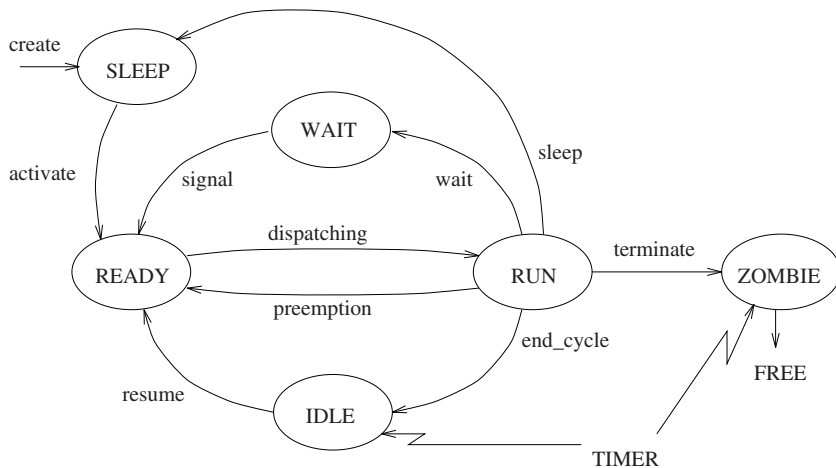 create
SLEEP
WAIT
activate
signal
wait
sleep
dispatching
READY
RUN
terminate
ZOMBIE
preemption
end_cycle
FREE
resume
IDLE
TIMER